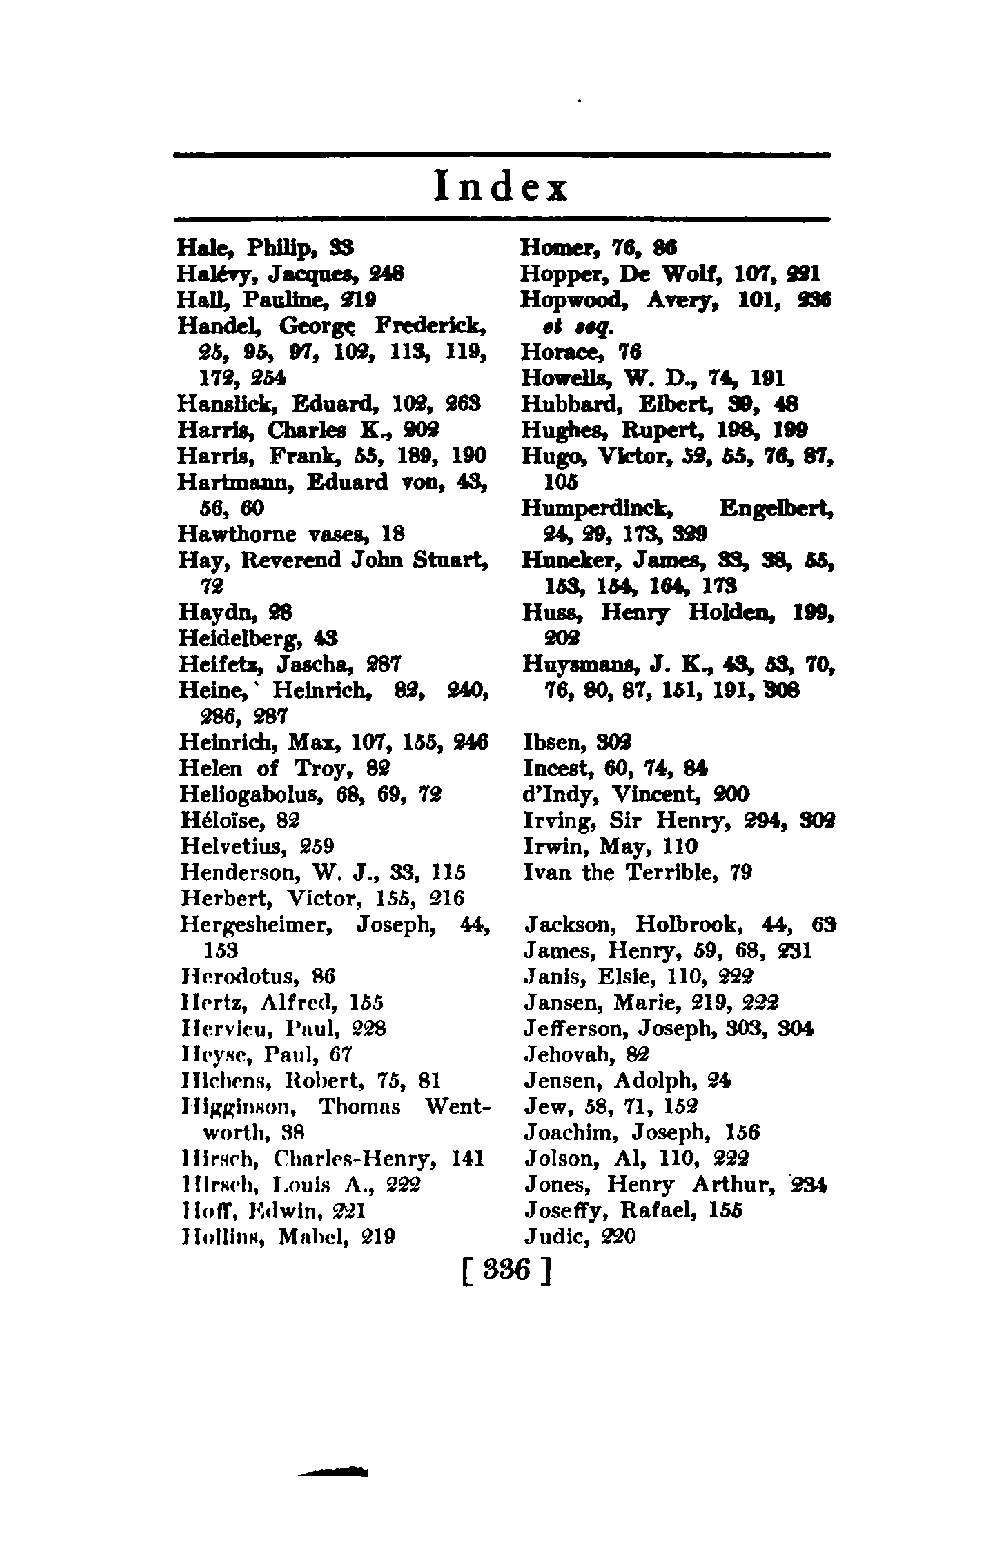 Index
Hale, Philip, 33
Halévy, Jacques, 248
Hall, Pauline, 219
Handel, George Frederick,
25, 95, 97, 102, 113, 119,
172, 254
Hanslick, Eduard, 102, 263
Harris, Charles K., 202
Harris, Frank, 55, 189, 190
Hartmann, Eduard von, 43,
56, 60
Hawthorne vases, 18
Hay, Reverend John Stuart,
72
Haydn, 28
Heidelberg, 43
Heifetz, Jascha, 287
Heine, Heinrich, 82, 240,
286, 287
Heinrich, Max, 107, 155, 246
Helen of Troy, 82
Heliogabolus, 68, 69, 72
Héloïse, 82
Helvetius, 259
Henderson, W. J., 33, 115
Herbert, Victor, 155, 216
Hergesheimer, Joseph, 44,
153
Herodotus, 86
Hertz, Alfred, 155
Hervieu, Paul, 228
Heyse, Paul, 67
Hichens, Robert, 75, 81
Higginson, Thomas Went-
worth, 38
Hirsch, Charles-Henry, 141
Hirsch, Louis A., 222
Hoff, Edwin, 221
Hollins, Mabel, 219
Homer, 76, 86
Hopper, De Wolf, 107, 221
Hopwood, Avery, 101, 236
et seq.
Horace, 76
Howells, W. D., 74, 191
Hubbard, Elbert, 39, 48
Hughes, Rupert, 198, 199
Hugo, Victor, 52, 55, 76, 87,
105
Humperdinck, Engelbert,
24, 29, 173, 329
Huneker, James, 33, 38, 55,
153, 154, 164, 173
Huss, Henry Holden, 199,
202
Huysmans, J. K., 43, 53, 70,
76, 80, 87, 151, 191, 308
Ibsen, 302
Incest, 60, 74, 84
d'Indy, Vincent, 200
Irving, Sir Henry, 294, 302
Irwin, May, 110
Ivan the Terrible, 79
Jackson, Holbrook, 44, 63
James, Henry, 59, 68, 231
Janis, Elsie, 110, 222
Jansen, Marie, 219, 222
Jefferson, Joseph, 303, 304
Jehovah, 82
Jensen, Adolph, 24
Jew, 58, 71, 152
Joachim, Joseph, 156
Jolson, Al, 110, 222
Jones, Henry Arthur, 234
Joseffy, Rafael, 155
Judic, 220
[ 336 ]